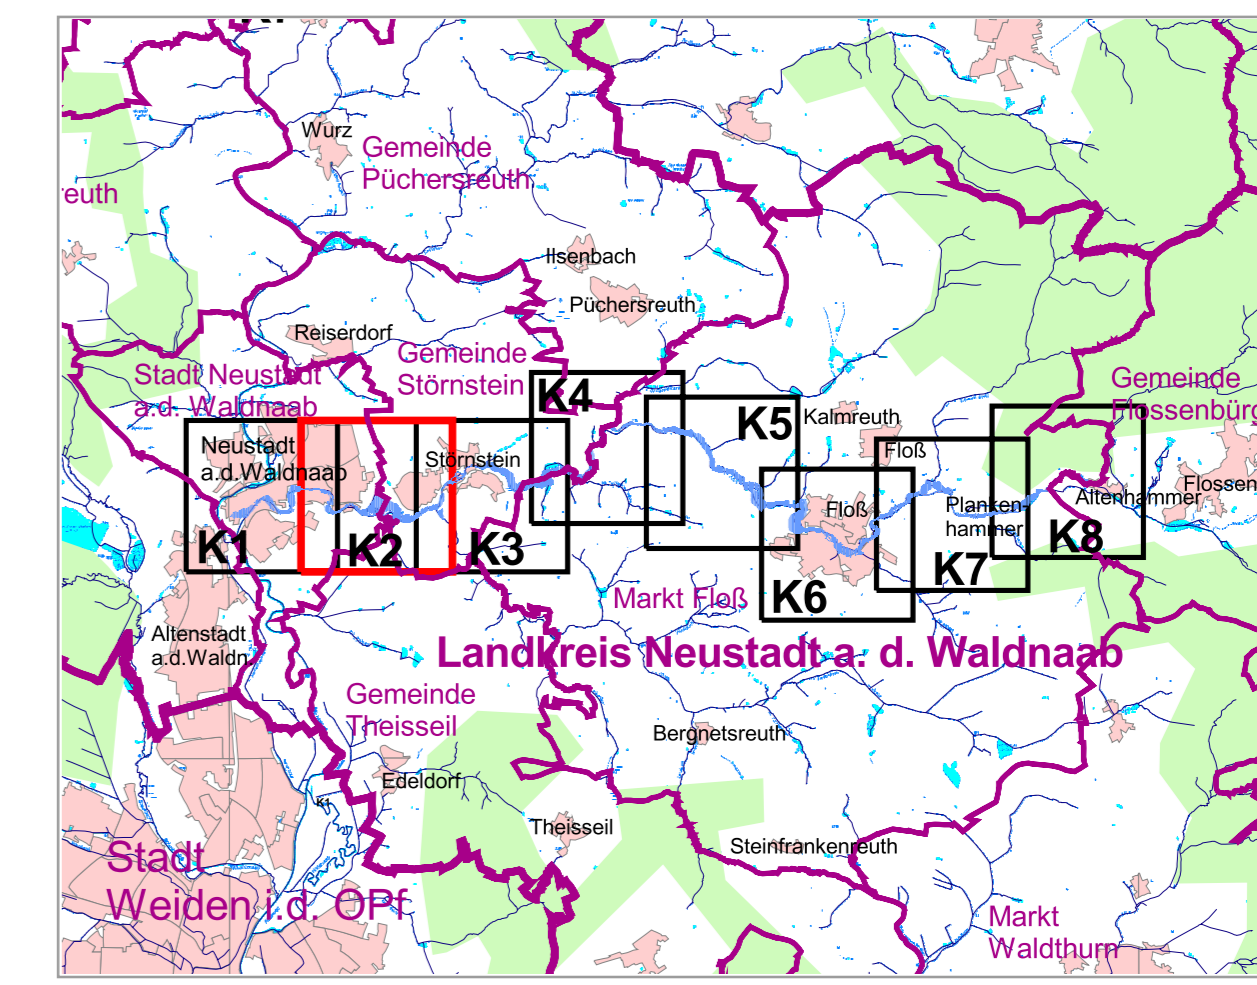 Wurz
Gemeinde
Püchersreuth
reuth
Ilsenbach
Püchersreuth
Reiserdorf
Gemeinde
Störnstein
Stadt Neustadt
a.d. Waldnaab
Gemeinde
Flossenbürg
K4
K5
Kalmreuth
Neustadt
a.d.Waldnaab
Störnstein
Floß
Flossen
Planken-
hammer
Altenhammer
Floß
K1
K2
K3
K8
K7
K6
Markt Floß
Altenstadt
a.d.Waldn
Landkreis Neustadt a. d. Waldnaab
Gemeinde
Theisseil
Bergnetsreuth
Edeldorf
K1
Theisseil
Steinfrankenreuth
Stadt
Weiden i.d. OPf
Markt
Waldthurn